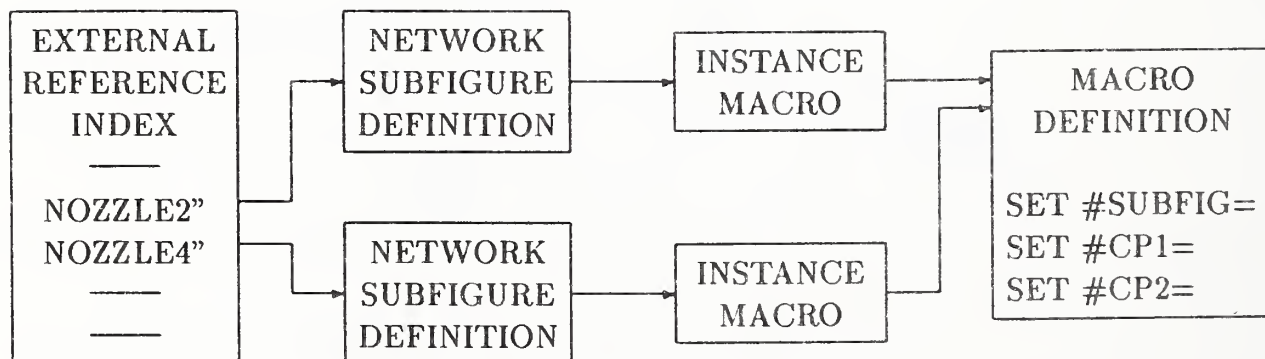 EXTERNAL
REFERENCE
INDEX
NOZZLE2”
NOZZLE4”
NETWORK
SUBFIGURE
DEFINITION
NETWORK
SUBFIGURE
DEFINITION
INSTANCE
MACRO
INSTANCE
MACRO
MACRO
DEFINITION
SET #SUBFIG=
SET #CP1=
SET #CP2=